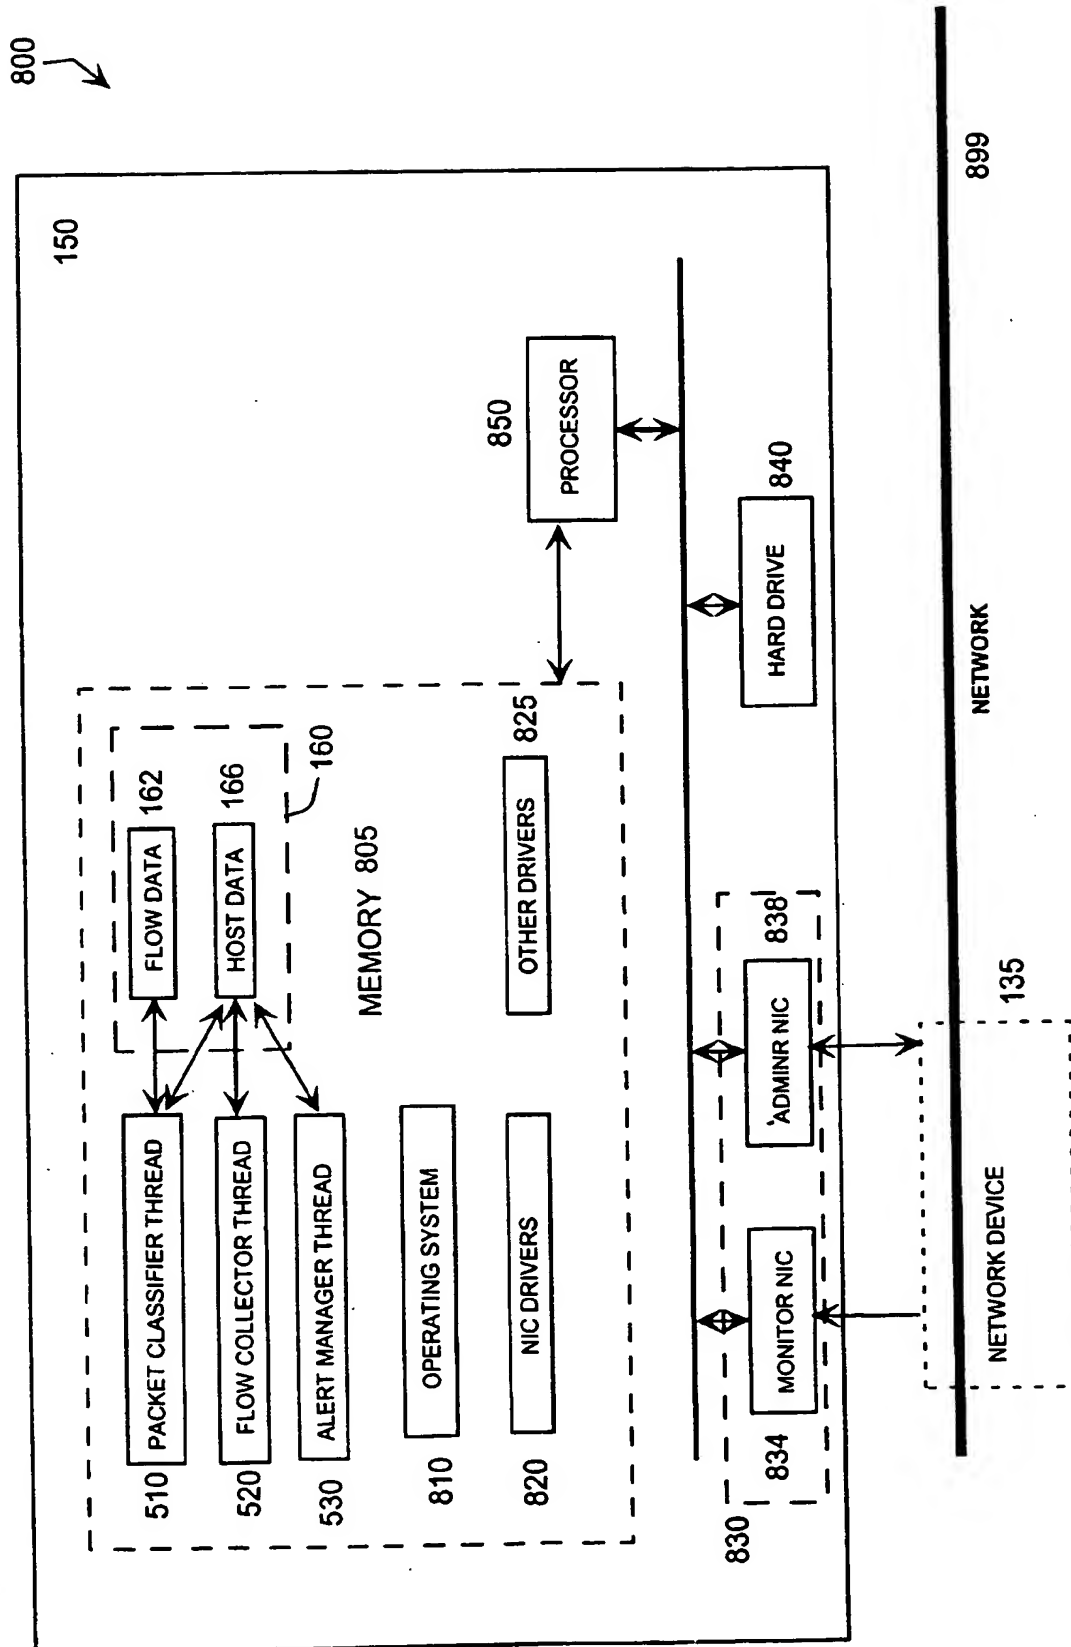 800
150
PACKET CLASSIFIER THREAD
510
FLOW DATA
162
FLOW COLLECTOR THREAD
520
HOST DATA
166
ALERT MANAGER THREAD
530
160
MEMORY 805
OPERATING SYSTEM
810
NIC DRIVERS
820
OTHER DRIVERS
825
850
PROCESSOR
830
MONITOR NIC
834
ADMINR NIC
838
HARD DRIVE
840
NETWORK DEVICE
135
NETWORK
899